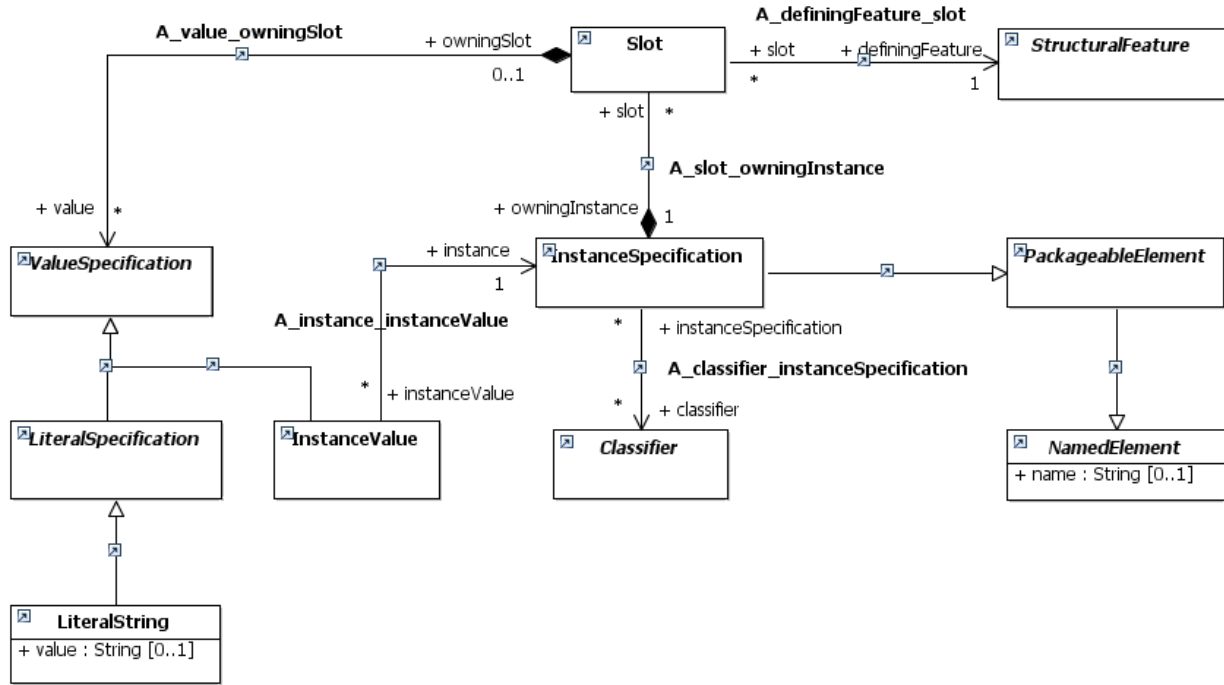 A_definingFeature_slot
A_value_owningSlot
+ owningSlot
0..1
Slot
+ slot
*
+ definingFeature
1
StructuralFeature
+ slot
*
A_slot_owningInstance
+ value
*
+ owningInstance
1
ValueSpecification
+ instance
1
InstanceSpecification
PackageableElement
A_instance_instanceValue
*
+ instanceSpecification
A_classifier_instanceSpecification
*
+ instanceValue
*
+ classifier
LiteralSpecification
InstanceValue
Classifier
NamedElement
+ name : String [0..1]
LiteralString
+ value : String [0..1]